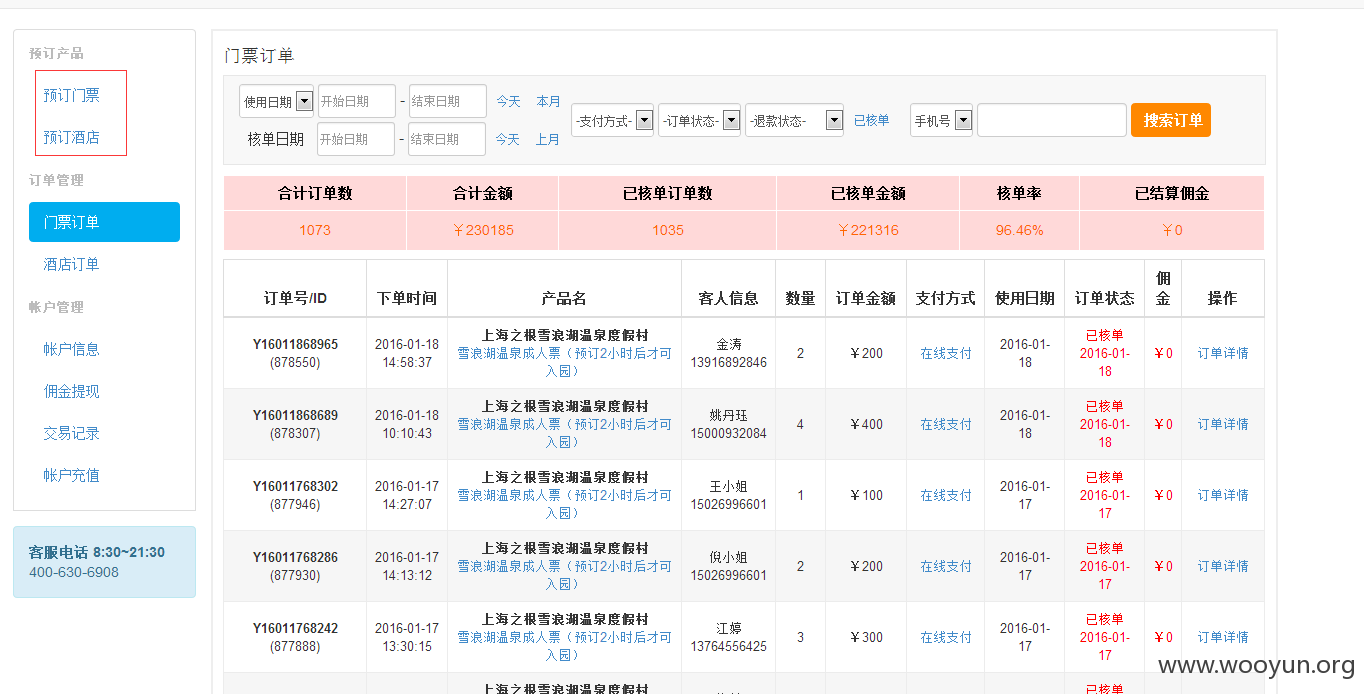 预订产品
预订门票
预订酒店
订单管理
门票订单
酒店订单
帐户管理
帐户信息
佣金提现
交易记录
帐户充值
客服电话 8:30~21:30
400-630-6908
门票订单
使用日期 开始日期 - 结束日期 今天 本月
核单日期 开始日期 - 结束日期 今天 上月
-支付方式- -订单状态- -退款状态- 已核单 手机号 搜索订单
合计订单数 合计金额 已核单订单数 已核单金额 核单率 已结算佣金
1073 ￥230185 1035 ￥221316 96.46% ￥0
订单号/ID 下单时间 产品名 客人信息 数量 订单金额 支付方式 使用日期 订单状态 佣金 操作
Y16011868965 (878550) 2016-01-18 14:58:37 上海之根雪浪湖温泉度假村 雪浪湖温泉成人票（预订2小时后才可入园） 金涛 13916892846 2 ￥200 在线支付 2016-01-18 已核单 2016-01-18 ￥0 订单详情
Y16011868689 (878307) 2016-01-18 10:10:43 上海之根雪浪湖温泉度假村 雪浪湖温泉成人票（预订2小时后才可入园） 姚丹珏 15000932084 4 ￥400 在线支付 2016-01-18 已核单 2016-01-18 ￥0 订单详情
Y16011768302 (877946) 2016-01-17 14:27:07 上海之根雪浪湖温泉度假村 雪浪湖温泉成人票（预订2小时后才可入园） 王小姐 15026996601 1 ￥100 在线支付 2016-01-17 已核单 2016-01-17 ￥0 订单详情
Y16011768286 (877930) 2016-01-17 14:13:12 上海之根雪浪湖温泉度假村 雪浪湖温泉成人票（预订2小时后才可入园） 倪小姐 15026996601 2 ￥200 在线支付 2016-01-17 已核单 2016-01-17 ￥0 订单详情
Y16011768242 (877888) 2016-01-17 13:30:15 上海之根雪浪湖温泉度假村 雪浪湖温泉成人票（预订2小时后才可入园） 江婷 13764556425 3 ￥300 在线支付 2016-01-17 已核单 2016-01-17 ￥0 订单详情
上海之根雪浪湖温泉度假村 已核单
www.wooyun.org